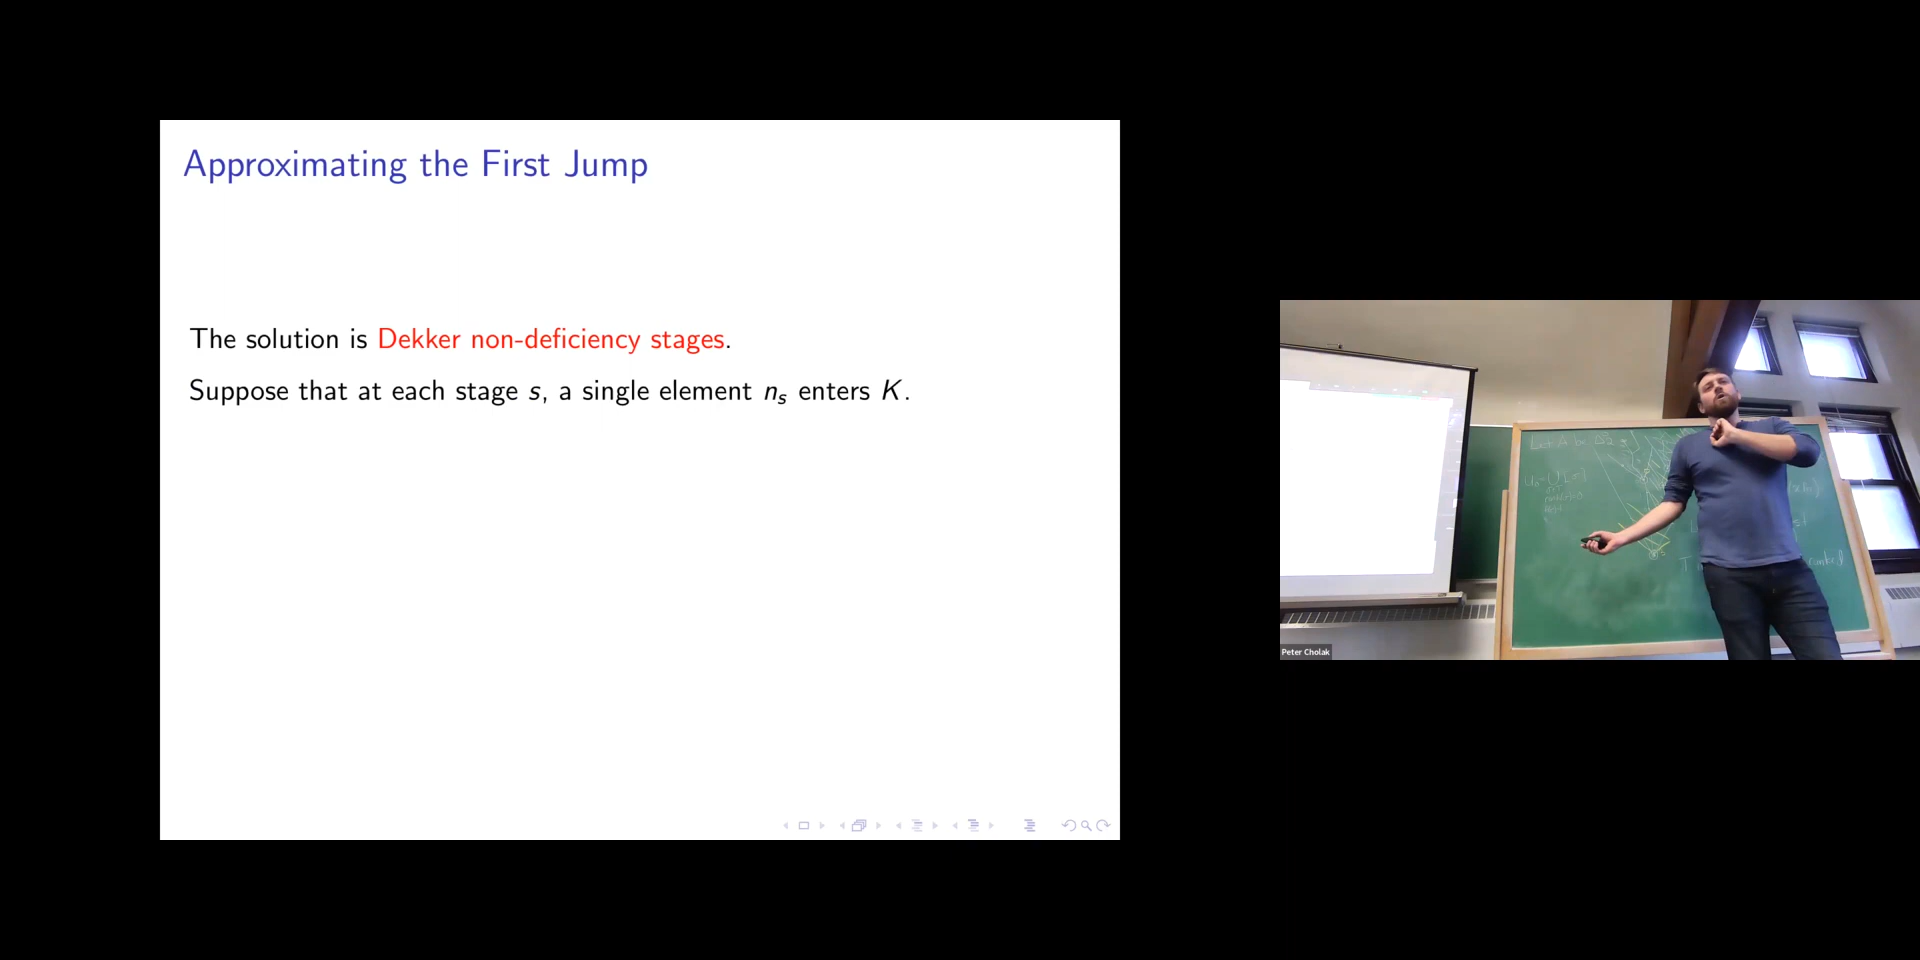 Approximating the First Jump
The solution is Dekker non-deficiency stages.
Suppose that at each stage s, a single element nₛ enters K.
Peter Cholak